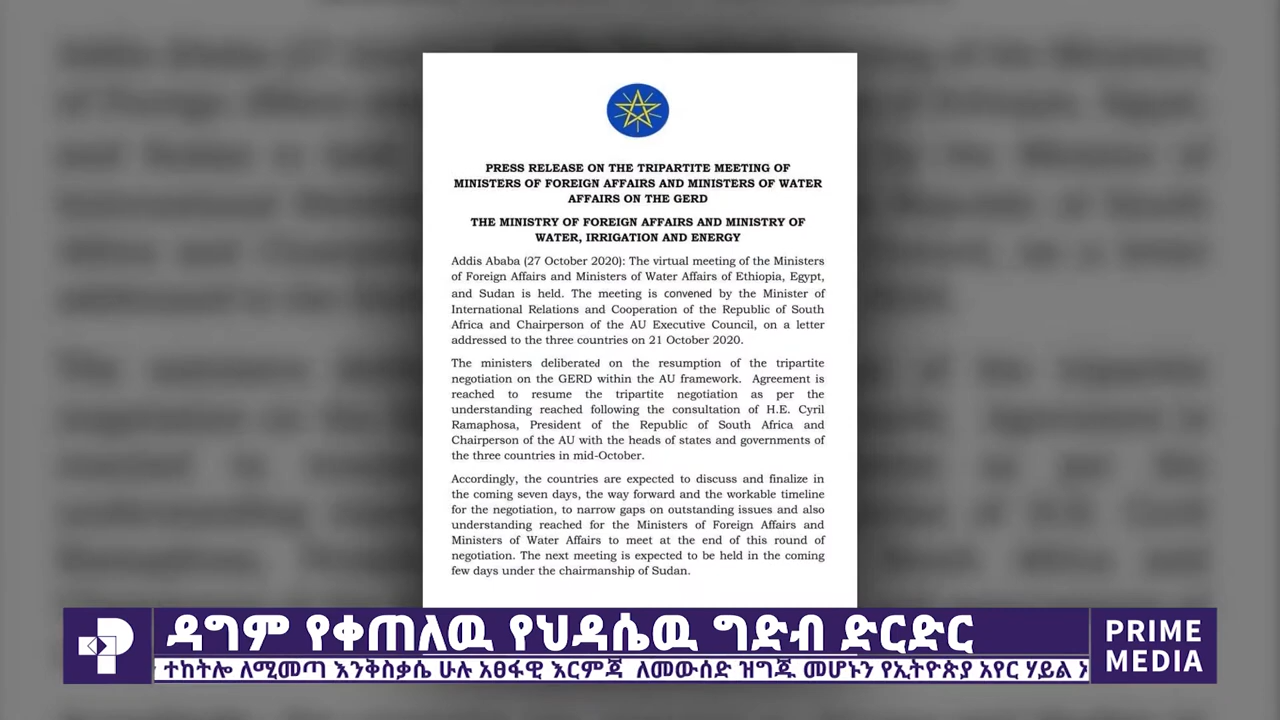 PRESS RELEASE ON THE TRIPARTITE MEETING OF
MINISTERS OF FOREIGN AFFAIRS AND MINISTERS OF WATER
AFFAIRS ON THE GERD
THE MINISTRY OF FOREIGN AFFAIRS AND MINISTRY OF
WATER, IRRIGATION AND ENERGY
Addis Ababa (27 October 2020): The virtual meeting of the Ministers
of Foreign Affairs and Ministers of Water Affairs of Ethiopia, Egypt,
and Sudan is held. The meeting is convened by the Minister of
International Relations and Cooperation of the Republic of South
Africa and Chairperson of the AU Executive Council, on a letter
addressed to the three countries on 21 October 2020.
The ministers deliberated on the resumption of the tripartite
negotiation on the GERD within the AU framework. Agreement is
reached to resume the tripartite negotiation as per the
understanding reached following the consultation of H.E. Cyril
Ramaphosa, President of the Republic of South Africa and
Chairperson of the AU with the heads of states and governments of
the three countries in mid-October.
Accordingly, the countries are expected to discuss and finalize in
the coming seven days, the way forward and the workable timeline
for the negotiation, to narrow gaps on outstanding issues and also
understanding reached for the Ministers of Foreign Affairs and
Ministers of Water Affairs to meet at the end of this round of
negotiation. The next meeting is expected to be held in the coming
few days under the chairmanship of Sudan.
ዳግም የቀጠለዉ የህዳሴዉ ግድብ ድርድር
ተከትሎ ለሚመጣ እንቅስቃሴ ሁሉ አፀፋዊ እርምጃ ለመውሰድ ዝግጁ መሆኑን የኢትዮጵያ አየር ሃይል
PRIME
MEDIA